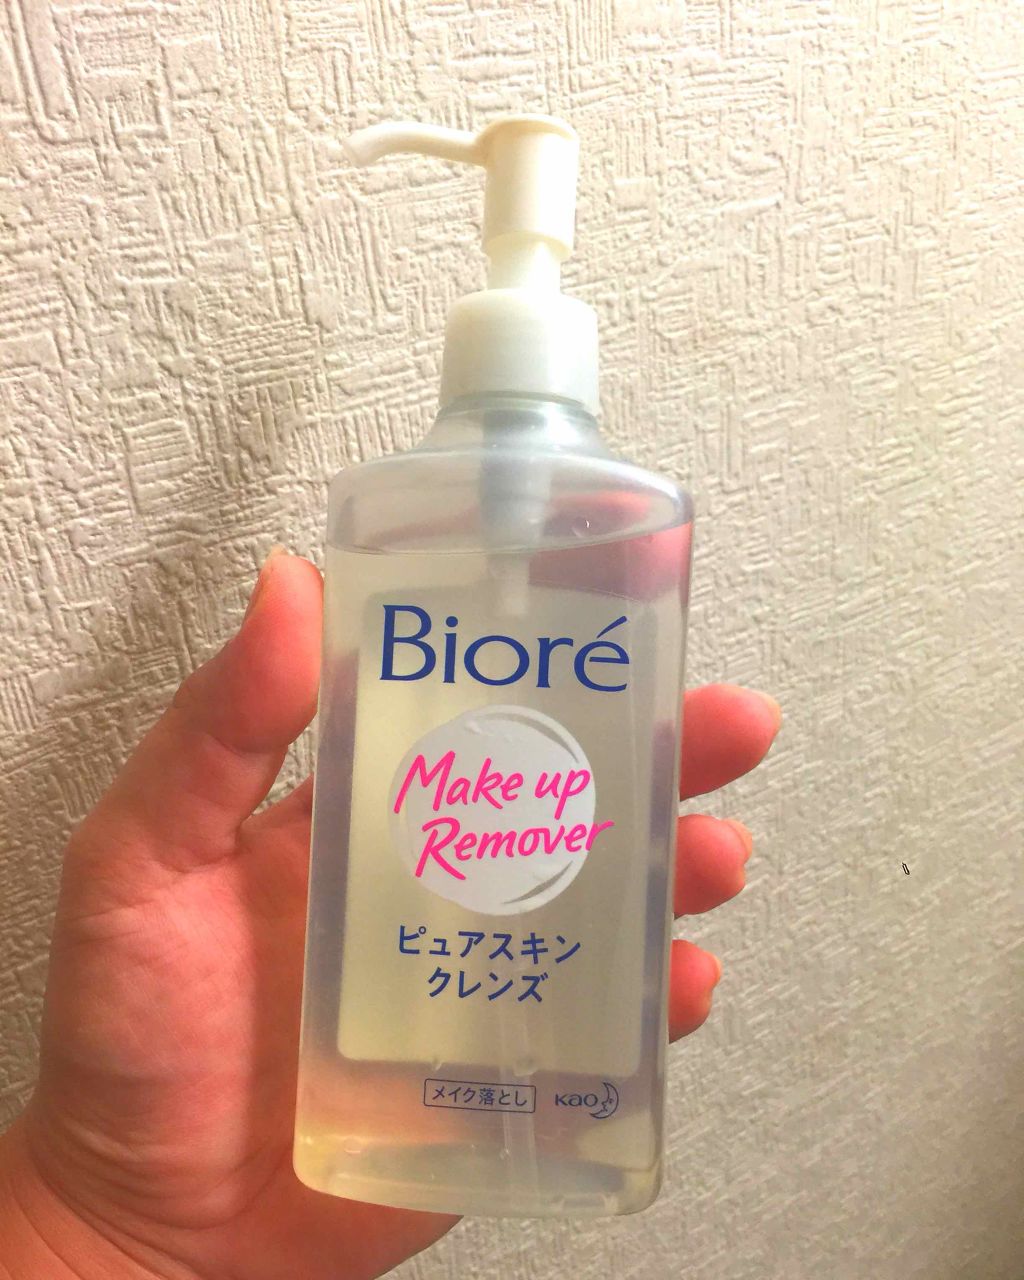 Bioré
Make up
Remover
ピュアスキン
クレンズ
メイク落とし
Kao